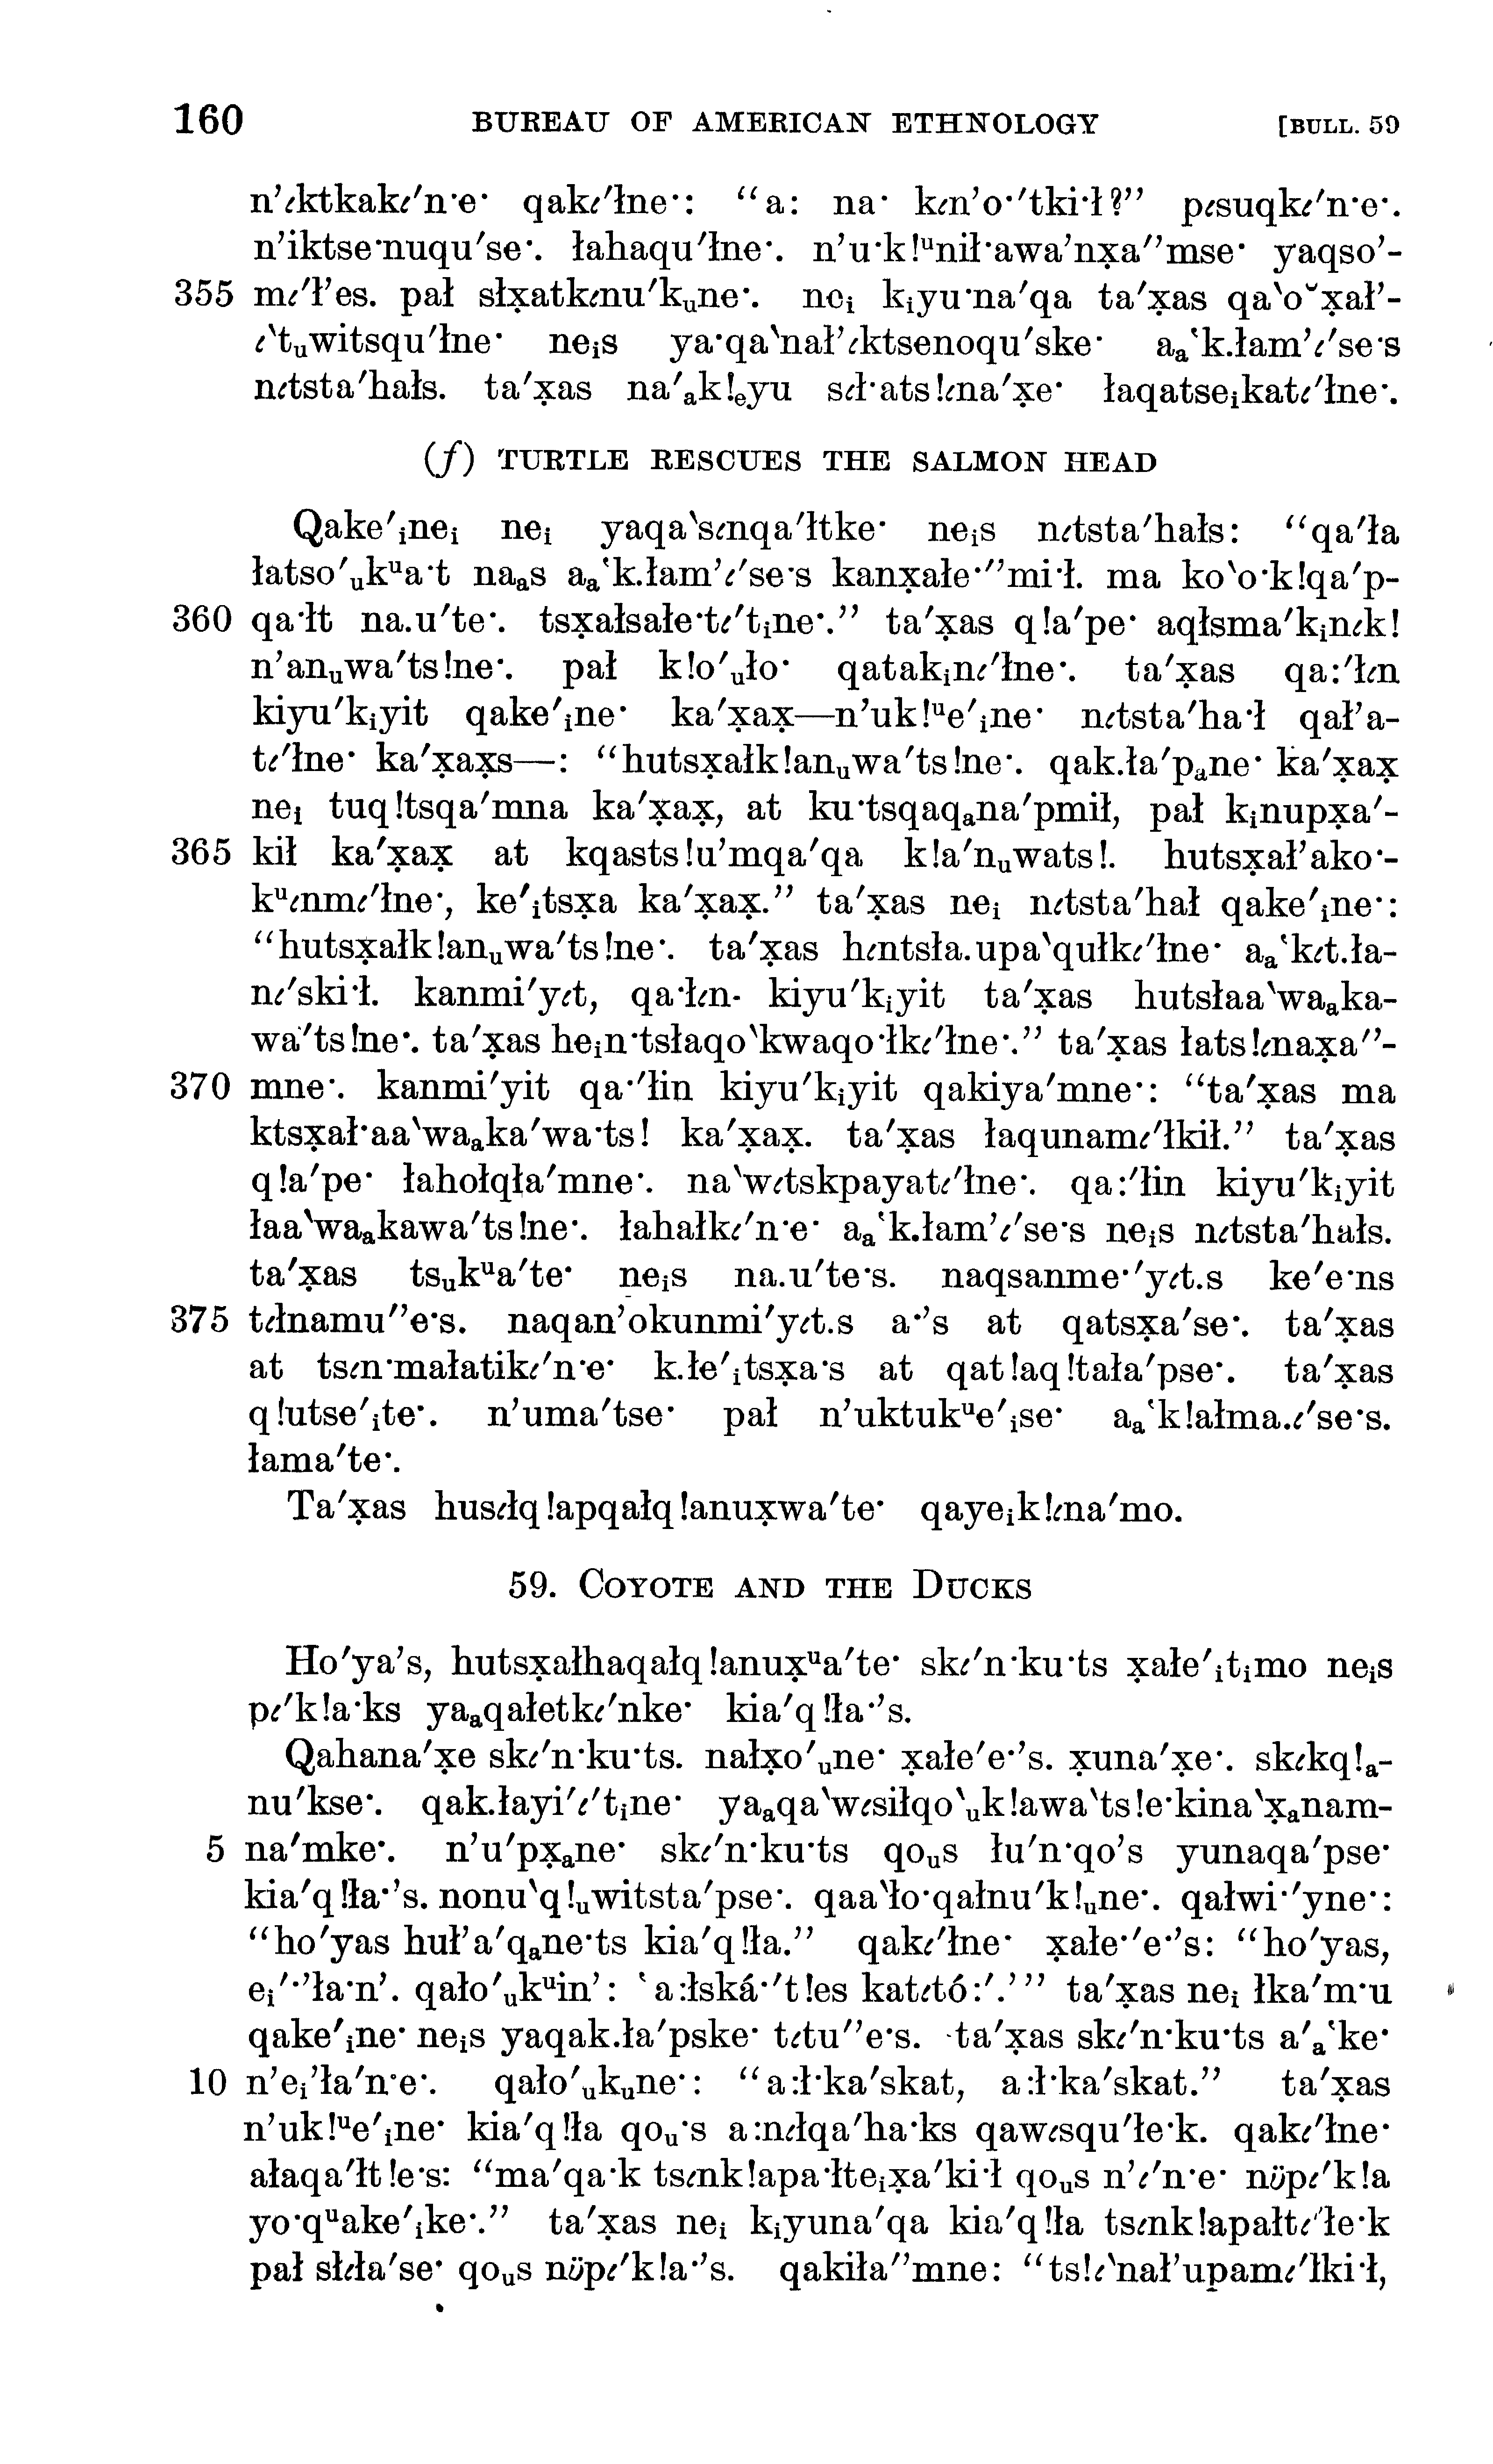 160 BUREAU OF AMERICAN ETHNOLOGY [BULL. 59
n’ɩktkakɩ′n·e· qakɩ′łne·: “a: na· kɩn’o·′tki·ł?” pɩsuqkɩ′n·e·.
n’iktse·nuqu′se·. łahaqu′łne·. n’u·k!ᵘnił·awa’nx̣a″mse· yaqso’-
355 mɩ′ł’es. pał słx̣atkɩnu′kᵤne·. neᵢ kᵢyu·na′qa ta′x̣as qa‵oᵘx̣ał’-
ɩ‵tᵤwitsqu′łne· neᵢs ya·qa‵nał’ɩktsenoqu′ske· aₐ‵k.łam’ɩ′se·s
nɩtsta′hałs. ta′x̣as na′ₐk!ₑyu sɩł·ats!ɩna′x̣e· łaqatseᵢkatɩ′łne·.
(f) TURTLE RESCUES THE SALMON HEAD
Qake′ᵢneᵢ neᵢ yaqa‵sɩnqa′łtke· neᵢs nɩtsta′hałs: “qa′ła
łatso′ᵤkᵘa·t naₐs aₐ‵k.łam’ɩ′se·s kanx̣ałe·″mi·ł. ma ko‵o·k!qa′p-
360 qa·łt na.u′te·. tsx̣ałsałe·tɩ′tᵢne·.” ta′x̣as q!a′pe· aqłsma′kᵢnɩk!
n’anᵤwa′ts!ne·. pał k!o′ᵤło· qatakᵢnɩ′łne·. ta′x̣as qa:′łɩn
kiyu′kᵢyit qake′ᵢne· ka′x̣ax̣—n’uk!ᵘe′ᵢne· nɩtsta′ha·ł qał’a-
tɩ′łne· ka′x̣ax̣s—: “hutsx̣ałk!anᵤwa′ts!ne·. qak.ła′pₐne· ka′x̣ax̣
neᵢ tuq!tsqa′mna ka′x̣ax̣, at ku·tsqaqₐna′pmił, pał kᵢnupx̣a′-
365 kił ka′x̣ax̣ at kqasts!u′mqa′qa k!a′nᵤwats!. hutsx̣ał’ako·-
kᵘɩnmɩ′łne·, ke′ᵢtsx̣a ka′x̣ax̣.” ta′x̣as neᵢ nɩtsta′hał qake′ᵢne·:
“hutsx̣ałk!anᵤwa′ts!ne·. ta′x̣as hɩntsła.upa‵qułkɩ′łne· aₐ‵kɩt.ła-
nɩ′ski·ł. kanmi′yɩt, qa·łɩn· kiyu′kᵢyit ta′x̣as hutsłaa‵waₐka-
wa′ts!ne·. ta′x̣as heᵢn·tsłaqo‵kwaqo·łkɩ′łne·.” ta′x̣as łats!ɩnax̣a″-
370 mne·. kanmi′yit qa·′łin kiyu′kᵢyit qakiya′mne·: “ta′x̣as ma
ktsx̣ał·aa‵waₐka′wa·ts! ka′x̣ax̣. ta′x̣as łaqunamɩ′łkił.” ta′x̣as
q!a′pe· łahołqła′mne·. na‵wɩtskpayatɩ′łne·. qa:′łin kiyu′kᵢyit
łaa‵waₐkawa′ts!ne·. łahałkɩ′n·e· aₐ‵k.łam’ɩ′se·s neᵢs nɩtsta′hałs.
ta′x̣as tsᵤkᵘa′te· neᵢs na.u′te·s. naqsanme·′yɩt.s ke′e·ns
375 tɩłnamu″e·s. naqan’okunmi′yɩt.s a·’s at qatsx̣a′se·. ta′x̣as
at tsɩn·małatikɩ′n·e· k.łe′ᵢtsx̣a·s at qat!aq!tała′pse·. ta′x̣as
q!utse′ᵢte·. n’uma′tse· pał n’uktukᵘe′ᵢse· aₐ‵k!ałma.ɩ′se·s.
łama′te·.
Ta′x̣as husɩłq!apqałq!anux̣wa′te· qayeᵢk!ɩna′mo.
59. COYOTE AND THE DUCKS
Ho′ya’s, hutsx̣ałhaqałq!anux̣ᵘa′te· skɩ′n·ku·ts x̣ałe′ᵢtᵢmo neᵢs
pɩ′k!a·ks yaₐqałetkɩ′nke· kia′q!ła·’s.
Qahana′x̣e skɩ′n·ku·ts. nałx̣o′ᵤne· x̣ałe′e·’s. x̣una′x̣e·. skɩkq!ₐ-
nu′kse·. qak.łayi′ɩ′tᵢne· yaₐqa‵wɩsiłqo‵ᵤk!awa‵ts!e·kina‵x̣ₐnam-
5 na′mke·. n’u′px̣ₐne· skɩ′n·ku·ts qoᵤs łu′n·qo’s yunaqa′pse·
kia′q!ła·’s. nonu‵q!ᵤwitsta′pse·. qaa‵ło·qałnu′k!ᵤne·. qałwi·′yne·:
“ho′yas huł’a′qₐne·ts kia′q!ła.” qakɩ′łne· x̣ałe·′e·’s: “ho′yas,
eᵢ′·’ła·n’. qało′ᵤkᵘin’: ‘a:łská·′t!es katɩtó:′.’” ta′x̣as neᵢ łka′m·u
qake′ᵢne· neᵢs yaqak.ła′pske· tɩtu″e·s. ta′x̣as skɩ′n·ku·ts a′ₐ‵ke·
10 n’eᵢ’ła′n·e·. qało′ᵤkᵤne·: “a:ł·ka′skat, a:ł·ka′skat.” ta′x̣as
n’uk!ᵘe′ᵢne· kia′q!ła qoᵤ·s a:nɩłqa′ha·ks qawɩsqu′łe·k. qakɩ′łne·
ałaqa′łt!e·s: “ma′qa·k tsɩnk!apa·łteᵢx̣a′ki·ł qoᵤs n’ɩ′n·e· nüpɩ′k!a
yo·qᵘake′ᵢke·.” ta′x̣as neᵢ kᵢyuna′qa kia′q!ła tsɩnk!apałtɩ′łe·k
pał słɩła′se· qoᵤs nüpɩ′k!a·’s. qakiła″mne: “ts!ɩ‵nał’upamɩ′łki·ł,